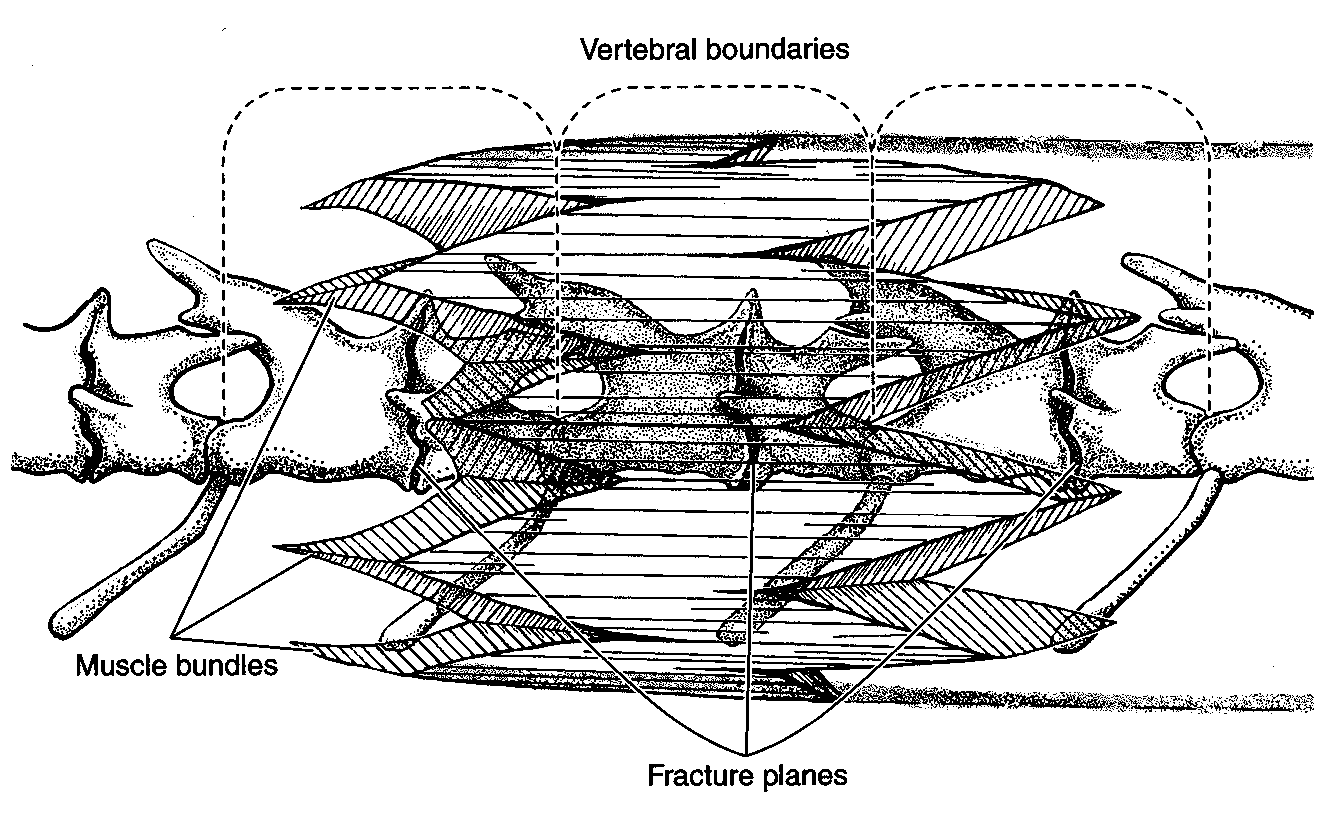 Vertebral boundaries
Muscle bundles
Fracture planes